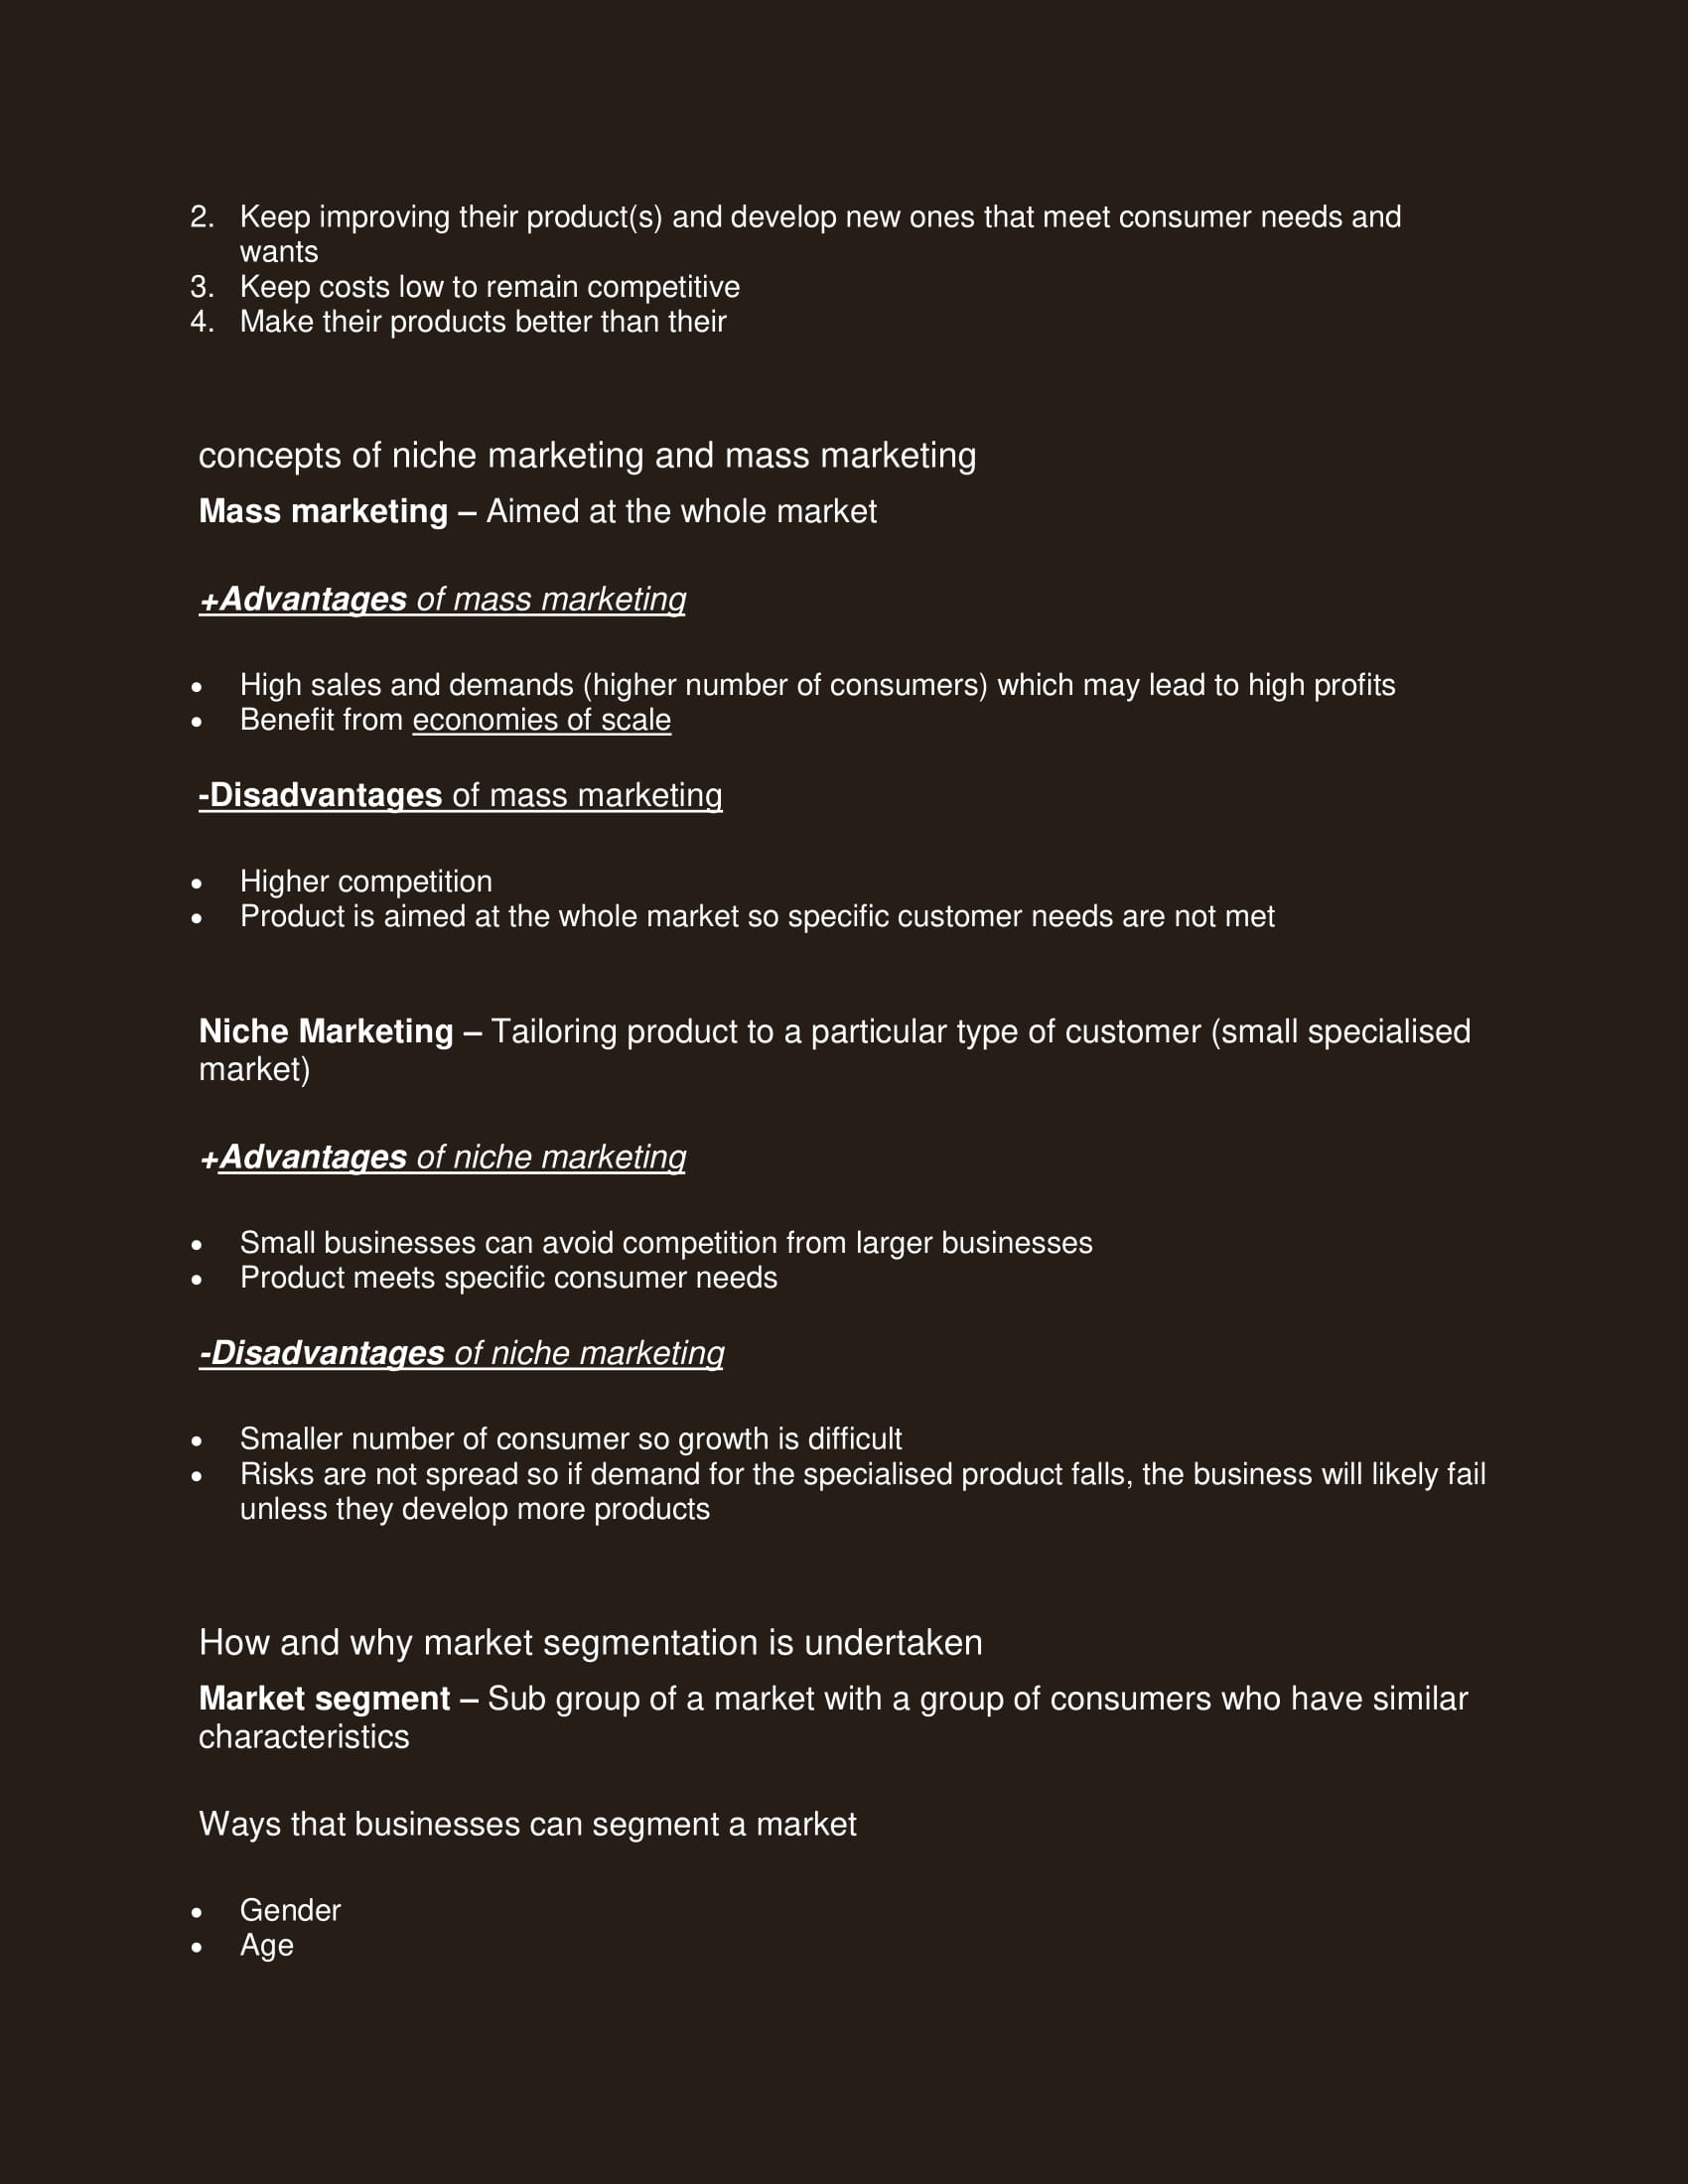 2. Keep improving their product(s) and develop new ones that meet consumer needs and
wants
3. Keep costs low to remain competitive
4. Make their products better than their
concepts of niche marketing and mass marketing
Mass marketing – Aimed at the whole market
+Advantages of mass marketing
• High sales and demands (higher number of consumers) which may lead to high profits
• Benefit from economies of scale
-Disadvantages of mass marketing
• Higher competition
• Product is aimed at the whole market so specific customer needs are not met
Niche Marketing – Tailoring product to a particular type of customer (small specialised
market)
+Advantages of niche marketing
• Small businesses can avoid competition from larger businesses
• Product meets specific consumer needs
-Disadvantages of niche marketing
• Smaller number of consumer so growth is difficult
• Risks are not spread so if demand for the specialised product falls, the business will likely fail
unless they develop more products
How and why market segmentation is undertaken
Market segment – Sub group of a market with a group of consumers who have similar
characteristics
Ways that businesses can segment a market
• Gender
• Age